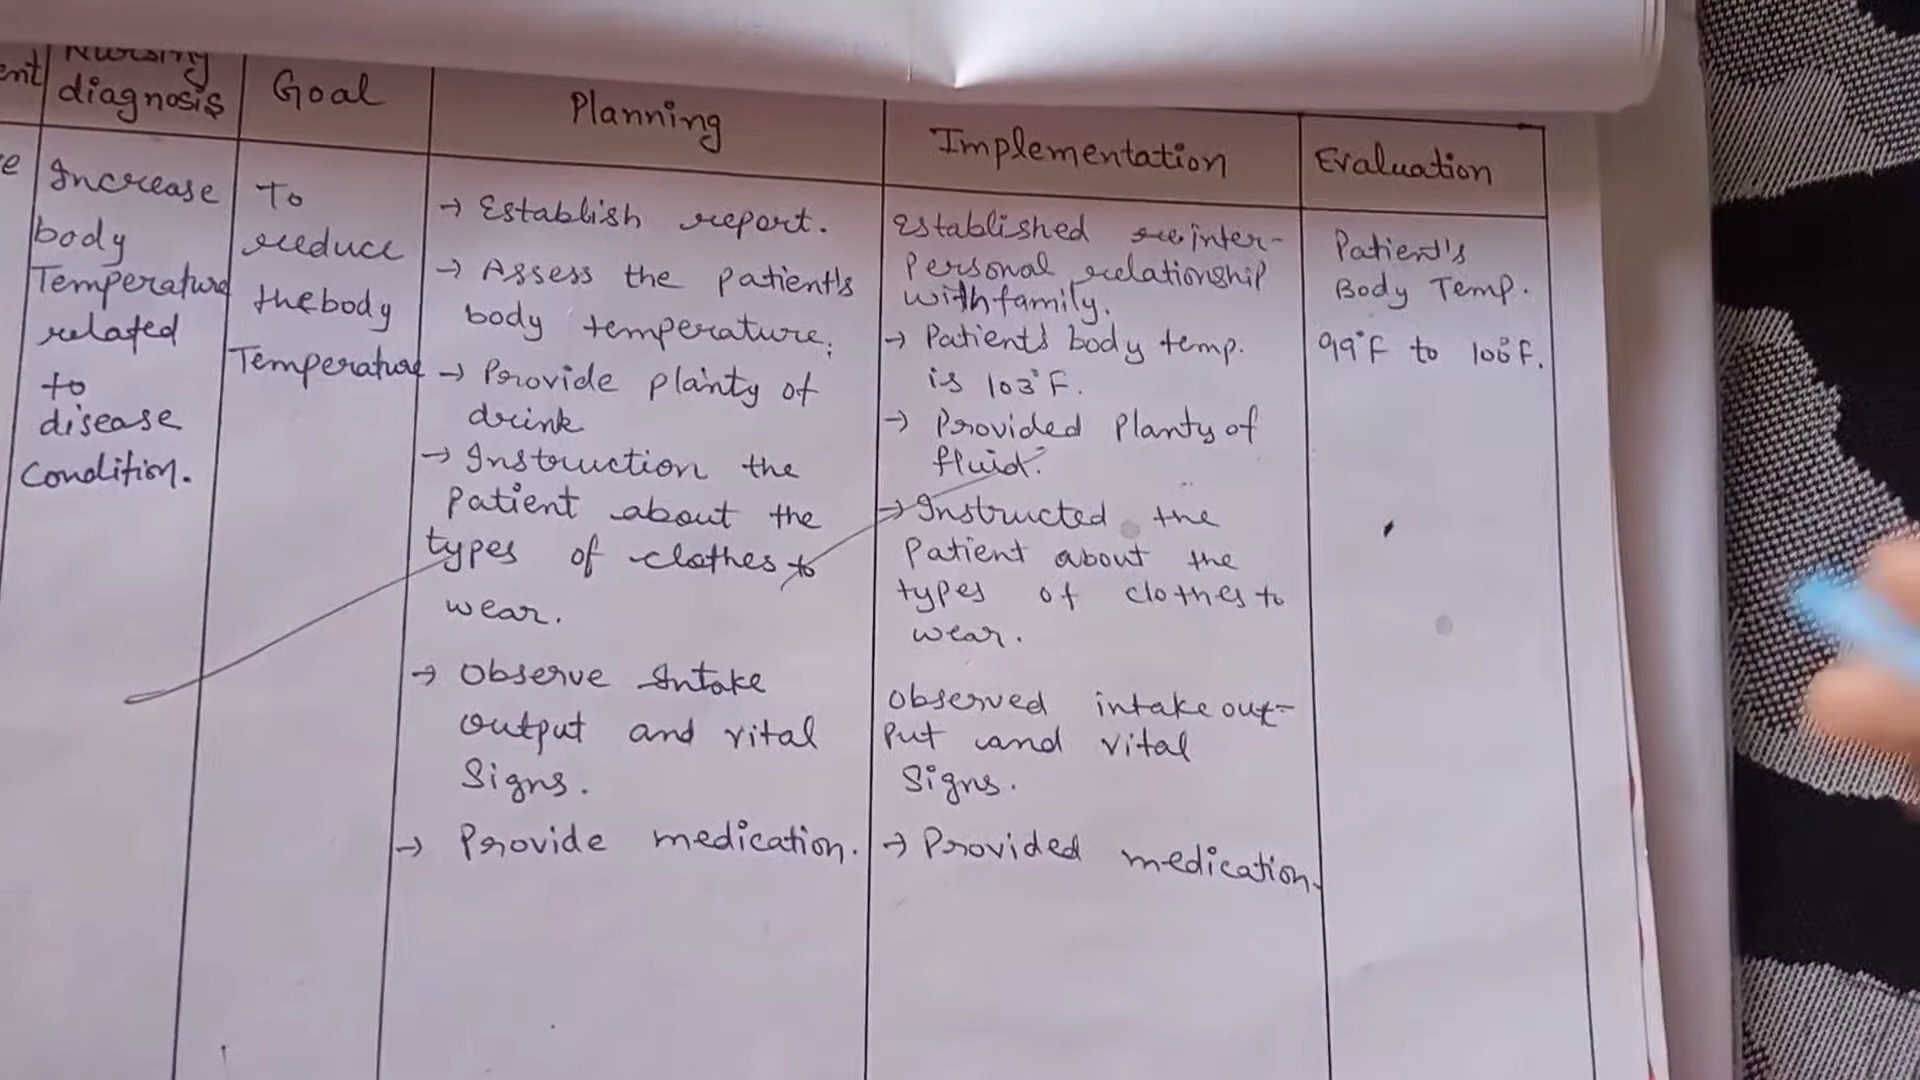 ent
Nursing
diagnosis
Goal
Planning
Implementation
Evaluation
e
Increase
body
Temperature
related
to
disease
Condition.
To
reduce
the body
Temperature
→ Establish report.
→ Assess the patient's
body temperature.
→ Provide planty of
drink
→ Instruction the
patient about the
types of clothes to
wear.
→ Observe Intake
output and vital
Signs.
→ Provide medication.
Established inter-
personal relationship
with family.
→ Patient's body temp.
is 103°F.
→ Provided planty of
fluid.
→ Instructed the
patient about the
types of clothes to
wear.
Observed intake out-
put and vital
Signs.
→ Provided medication.
Patient's
Body Temp.
99°F to 100°F.